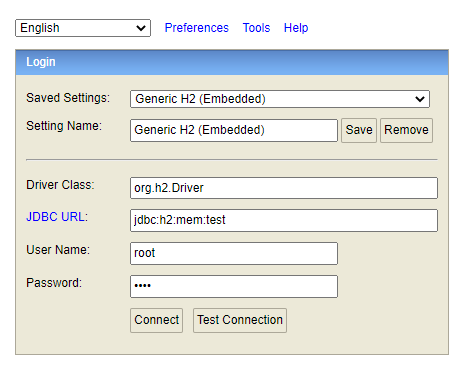 English Preferences Tools Help
Login
Saved Settings: Generic H2 (Embedded)
Setting Name: Generic H2 (Embedded) Save Remove
Driver Class: org.h2.Driver
JDBC URL: jdbc:h2:mem:test
User Name: root
Password: ••••
Connect Test Connection